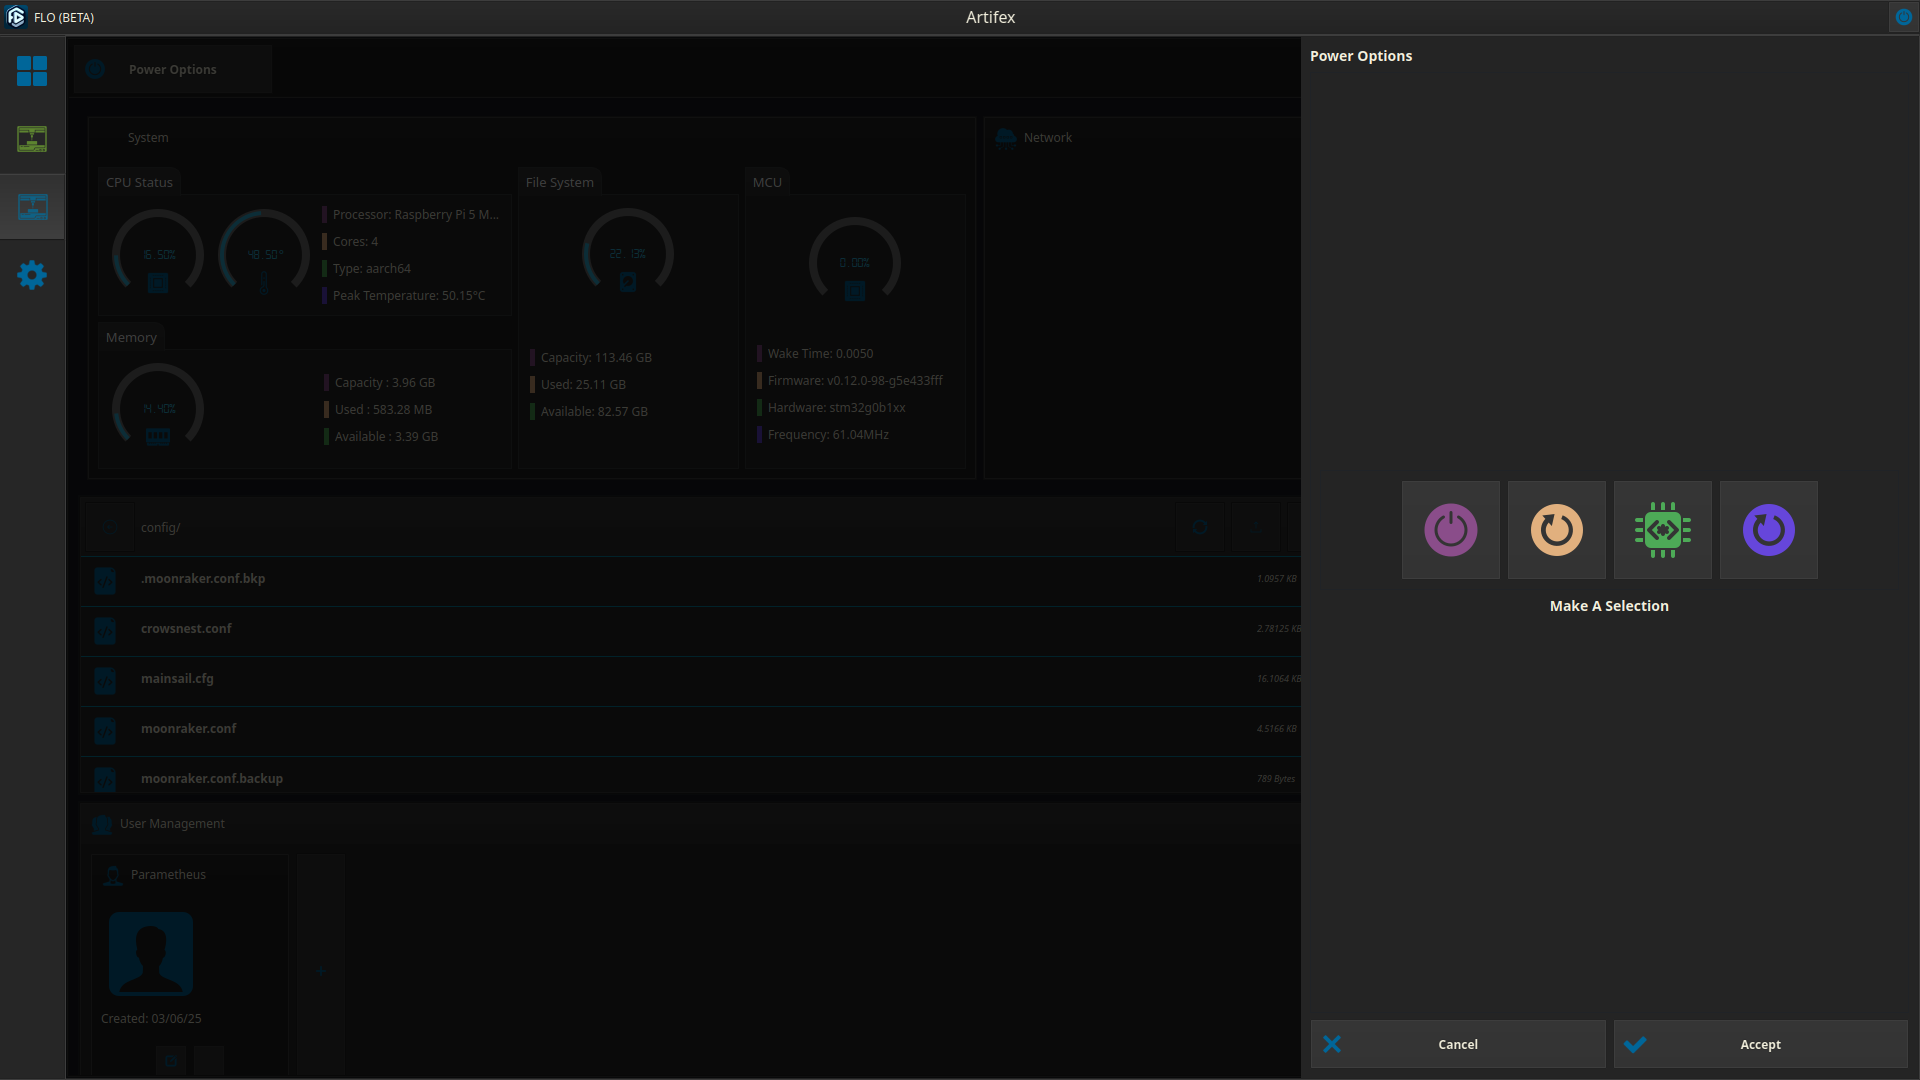 FLO (BETA)
Artifex
Power Options
Power Options
System
Network
CPU Status
File System
MCU
16.50%
48.50°
22.13%
0.00%
Processor: Raspberry Pi 5 M...
Cores: 4
Type: aarch64
Peak Temperature: 50.15°C
Memory
14.40%
Capacity : 3.96 GB
Used : 583.28 MB
Available : 3.39 GB
Capacity: 113.46 GB
Used: 25.11 GB
Available: 82.57 GB
Wake Time: 0.0050
Firmware: v0.12.0-98-g5e433fff
Hardware: stm32g0b1xx
Frequency: 61.04MHz
config/
.moonraker.conf.bkp
1.0957 KB
crowsnest.conf
2.78125 KB
mainsail.cfg
16.1064 KB
moonraker.conf
4.5166 KB
moonraker.conf.backup
789 Bytes
User Management
Parametheus
Created: 03/06/25
Make A Selection
Cancel
Accept